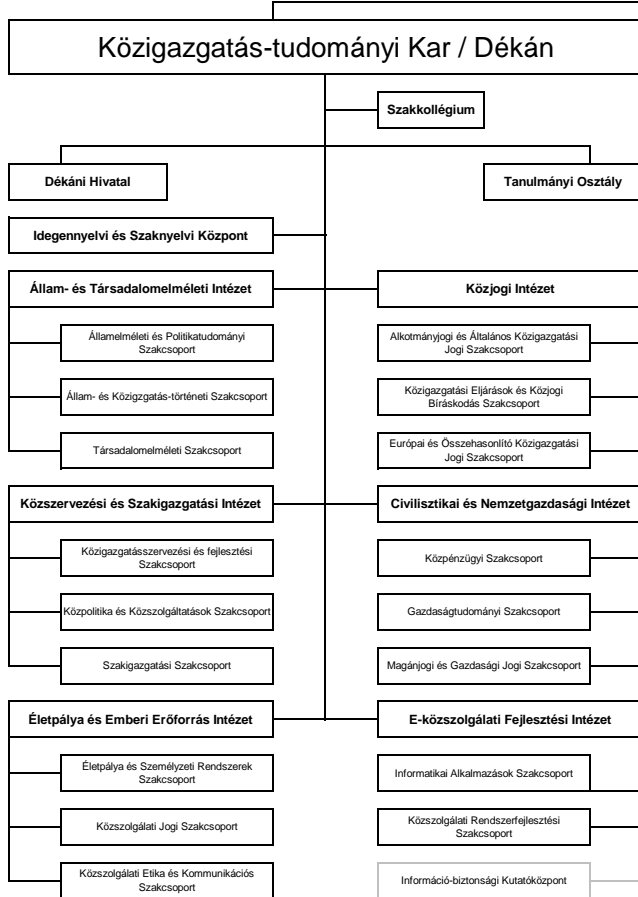 Közigazgatás-tudományi Kar / Dékán
Szakkollégium
Dékáni Hivatal
Tanulmányi Osztály
Idegennyelvi és Szaknyelvi Központ
Állam- és Társadalomelméleti Intézet
Államelméleti és Politikatudományi
Szakcsoport
Állam- és Közigzgatás-történeti Szakcsoport
Társadalomelméleti Szakcsoport
Közjogi Intézet
Alkotmányjogi és Általános Közigazgatási
Jogi Szakcsoport
Közigazgatási Eljárások és Közjogi
Bíráskodás Szakcsoport
Európai és Összehasonlító Közigazgatási
Jogi Szakcsoport
Közszervezési és Szakigazgatási Intézet
Közigazgatásszervezési és fejlesztési
Szakcsoport
Közpolitika és Közszolgáltatások Szakcsoport
Szakigazgatási Szakcsoport
Civilisztikai és Nemzetgazdasági Intézet
Közpénzügyi Szakcsoport
Gazdaságtudományi Szakcsoport
Magánjogi és Gazdasági Jogi Szakcsoport
Életpálya és Emberi Erőforrás Intézet
Életpálya és Személyzeti Rendszerek
Szakcsoport
Közszolgálati Jogi Szakcsoport
Közszolgálati Etika és Kommunikációs
Szakcsoport
E-közszolgálati Fejlesztési Intézet
Informatikai Alkalmazások Szakcsoport
Közszolgálati Rendszerfejlesztési
Szakcsoport
Információ-biztonsági Kutatóközpont